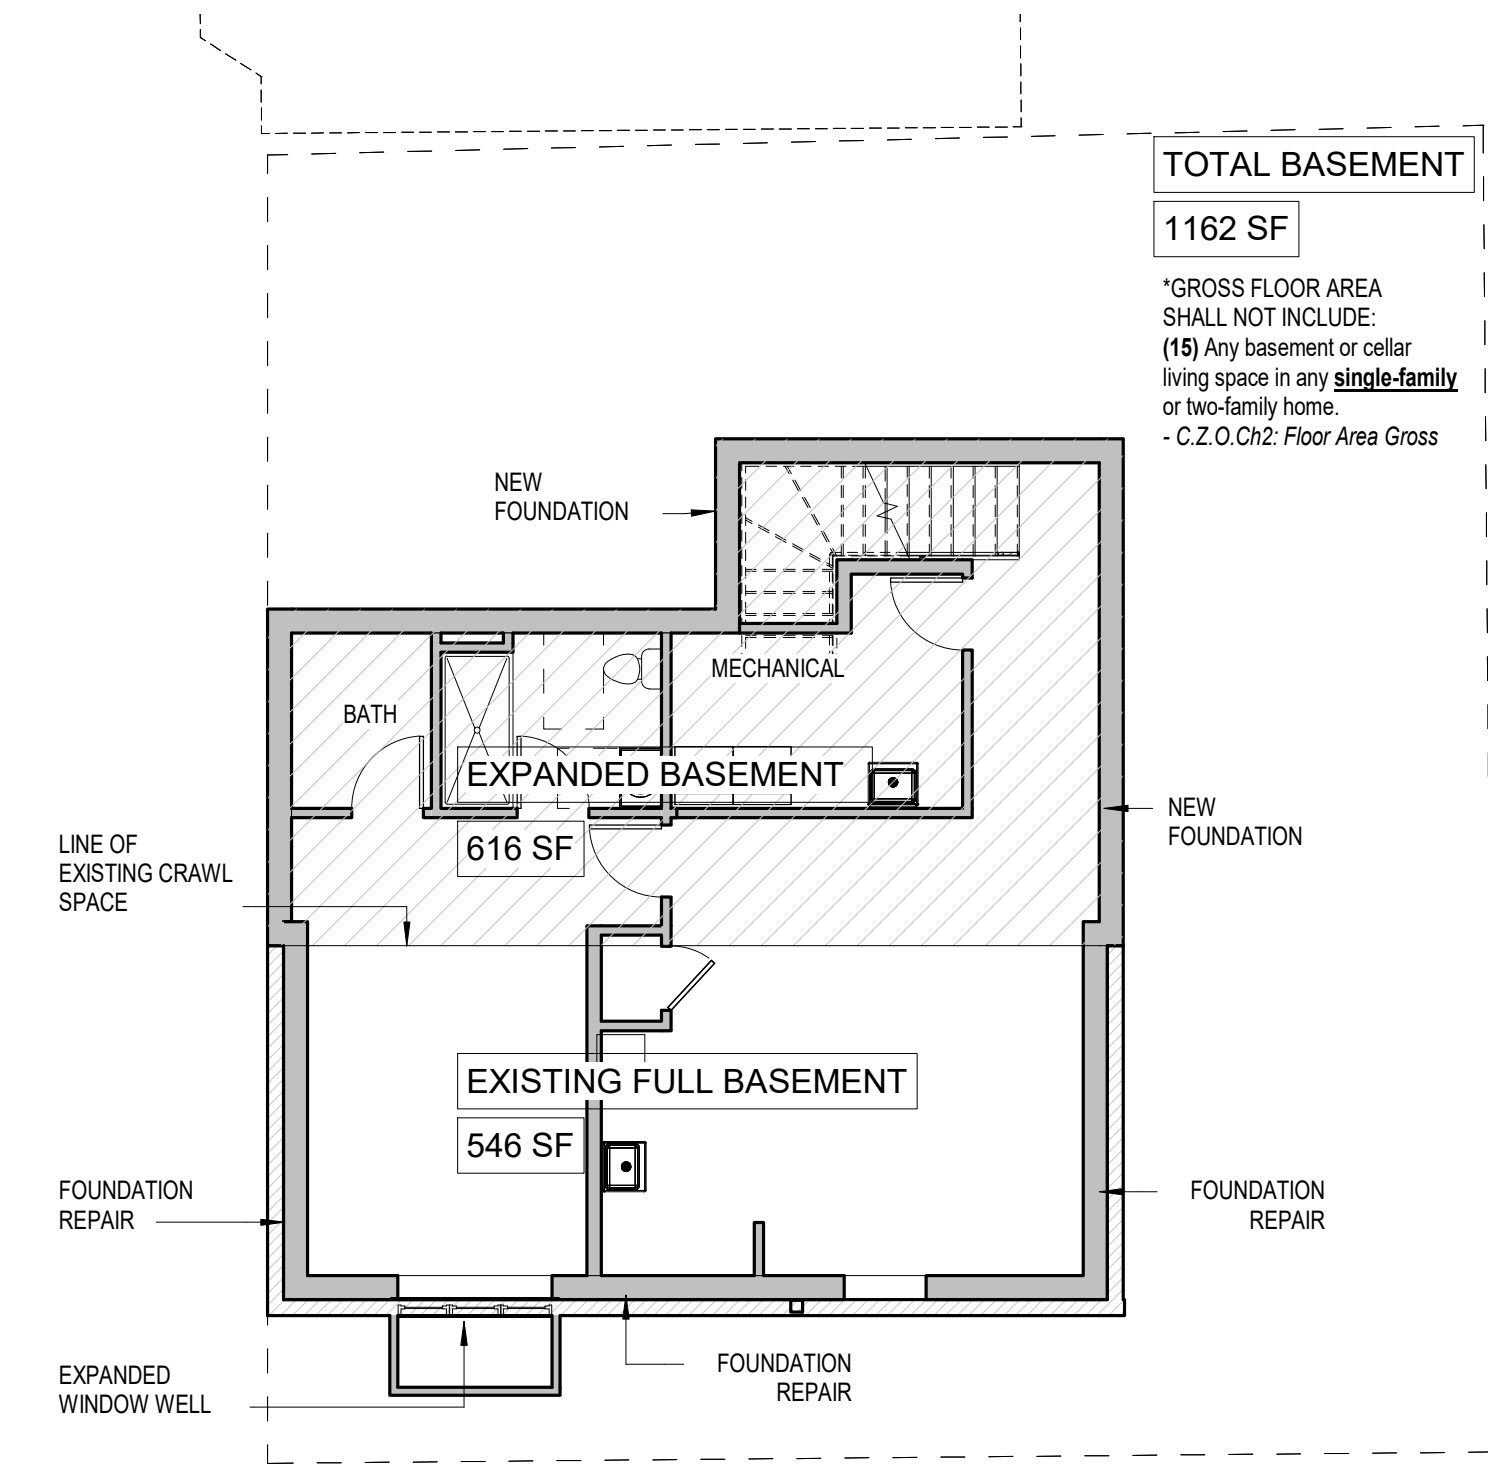 TOTAL BASEMENT
1162 SF
*GROSS FLOOR AREA
SHALL NOT INCLUDE:
(15) Any basement or cellar
living space in any single-family
or two-family home.
- C.Z.O.Ch2: Floor Area Gross
NEW
FOUNDATION
MECHANICAL
BATH
EXPANDED BASEMENT
616 SF
NEW
FOUNDATION
LINE OF
EXISTING CRAWL
SPACE
EXISTING FULL BASEMENT
546 SF
FOUNDATION
REPAIR
FOUNDATION
REPAIR
FOUNDATION
REPAIR
EXPANDED
WINDOW WELL